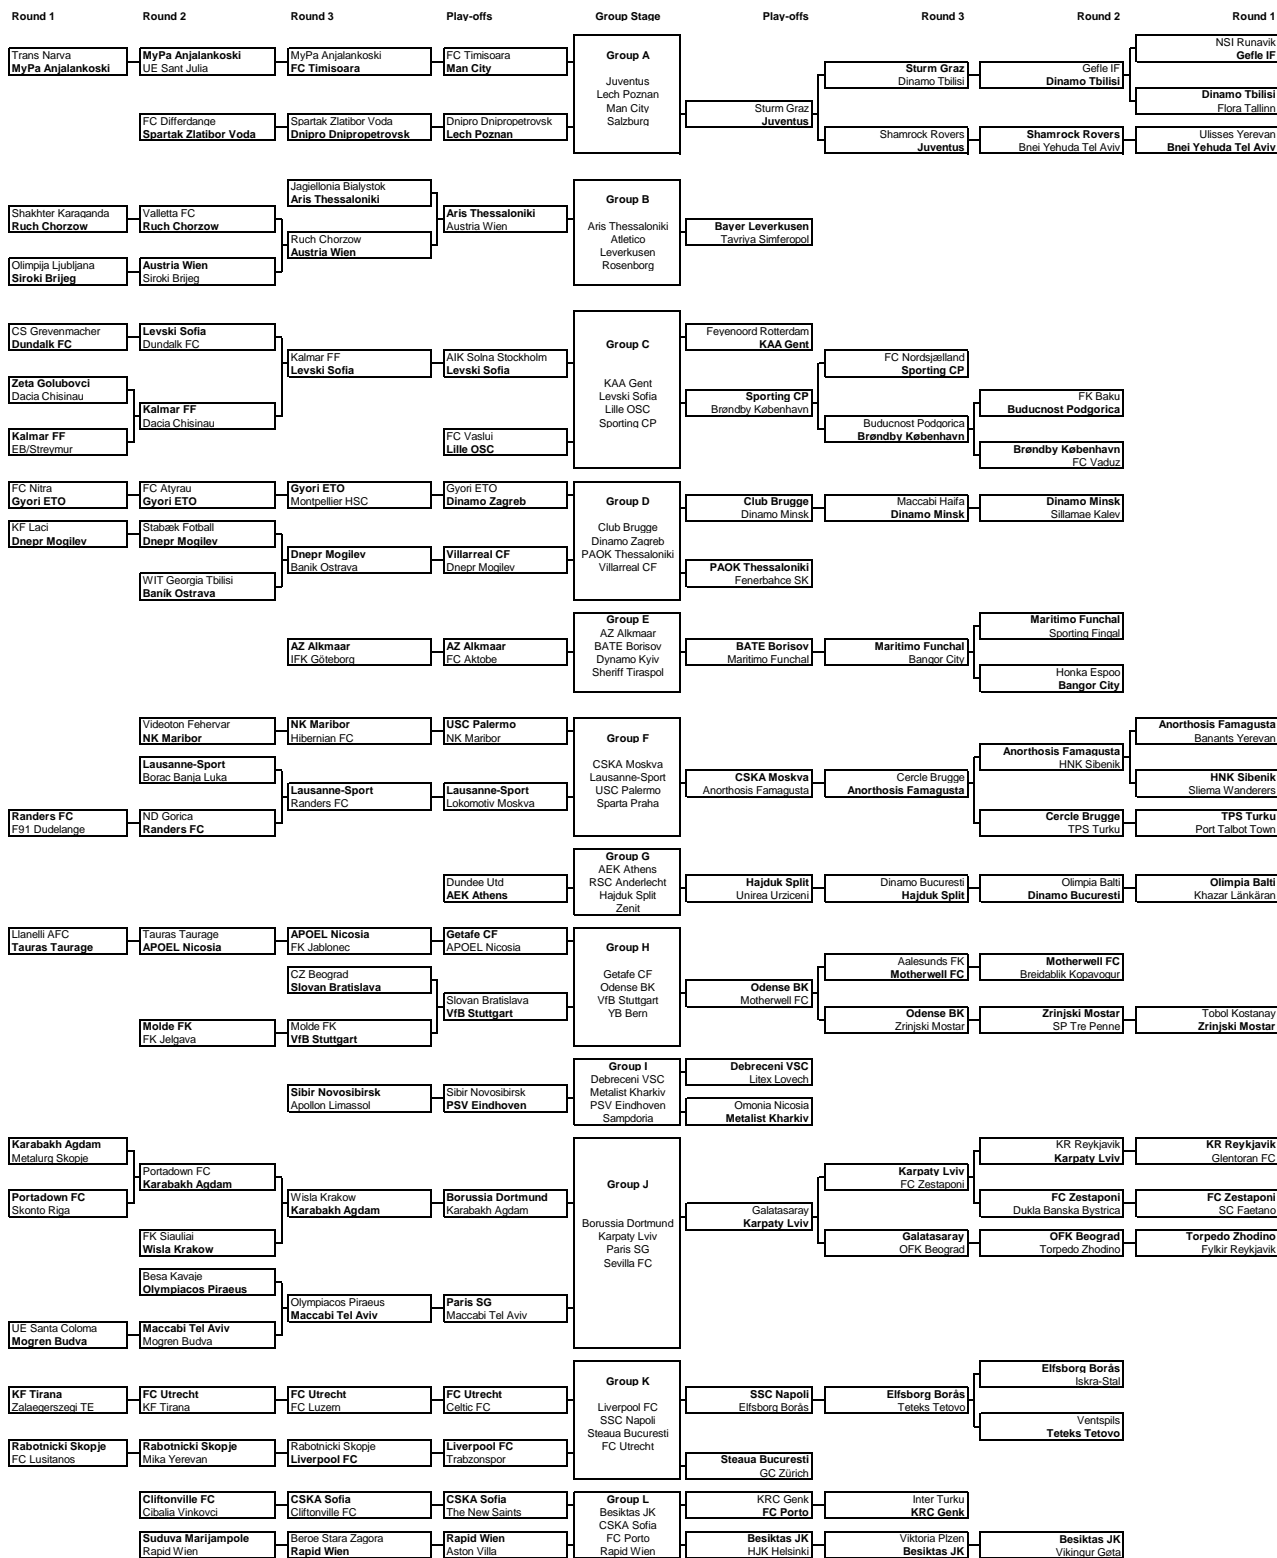 Round 1
Round 2
Round 3
Play-offs
Group Stage
Play-offs
Round 3
Round 2
Round 1
Trans Narva
MyPa Anjalankoski
MyPa Anjalankoski
UE Sant Julia
MyPa Anjalankoski
FC Timisoara
FC Timisoara
Man City
FC Differdange
Spartak Zlatibor Voda
Spartak Zlatibor Voda
Dnipro Dnipropetrovsk
Dnipro Dnipropetrovsk
Lech Poznan
Group A
Juventus
Lech Poznan
Man City
Salzburg
Sturm Graz
Juventus
Sturm Graz
Dinamo Tbilisi
Shamrock Rovers
Juventus
Gefle IF
Dinamo Tbilisi
Shamrock Rovers
Bnei Yehuda Tel Aviv
NSI Runavik
Gefle IF
Dinamo Tbilisi
Flora Tallinn
Ulisses Yerevan
Bnei Yehuda Tel Aviv
Shakhter Karaganda
Ruch Chorzow
Olimpija Ljubljana
Siroki Brijeg
Valletta FC
Ruch Chorzow
Austria Wien
Siroki Brijeg
Jagiellonia Bialystok
Aris Thessaloniki
Ruch Chorzow
Austria Wien
Aris Thessaloniki
Austria Wien
Group B
Aris Thessaloniki
Atletico
Leverkusen
Rosenborg
Bayer Leverkusen
Tavriya Simferopol
CS Grevenmacher
Dundalk FC
Zeta Golubovci
Dacia Chisinau
Kalmar FF
EB/Streymur
Levski Sofia
Dundalk FC
Kalmar FF
Dacia Chisinau
Kalmar FF
Levski Sofia
AIK Solna Stockholm
Levski Sofia
FC Vaslui
Lille OSC
Group C
KAA Gent
Levski Sofia
Lille OSC
Sporting CP
Feyenoord Rotterdam
KAA Gent
Sporting CP
Brøndby København
FC Nordsjælland
Sporting CP
Buducnost Podgorica
Brøndby København
FK Baku
Buducnost Podgorica
Brøndby København
FC Vaduz
FC Nitra
Gyori ETO
KF Laci
Dnepr Mogilev
FC Atyrau
Gyori ETO
Stabæk Fotball
Dnepr Mogilev
WIT Georgia Tbilisi
Baník Ostrava
Gyori ETO
Montpellier HSC
Dnepr Mogilev
Banik Ostrava
Gyori ETO
Dinamo Zagreb
Villarreal CF
Dnepr Mogilev
Group D
Club Brugge
Dinamo Zagreb
PAOK Thessaloniki
Villarreal CF
Club Brugge
Dinamo Minsk
PAOK Thessaloniki
Fenerbahce SK
Maccabi Haifa
Dinamo Minsk
Dinamo Minsk
Sillamae Kalev
AZ Alkmaar
IFK Göteborg
AZ Alkmaar
FC Aktobe
Group E
AZ Alkmaar
BATE Borisov
Dynamo Kyiv
Sheriff Tiraspol
BATE Borisov
Maritimo Funchal
Maritimo Funchal
Bangor City
Maritimo Funchal
Sporting Fingal
Honka Espoo
Bangor City
Randers FC
F91 Dudelange
Videoton Fehervar
NK Maribor
Lausanne-Sport
Borac Banja Luka
ND Gorica
Randers FC
NK Maribor
Hibernian FC
Lausanne-Sport
Randers FC
USC Palermo
NK Maribor
Lausanne-Sport
Lokomotiv Moskva
Group F
CSKA Moskva
Lausanne-Sport
USC Palermo
Sparta Praha
CSKA Moskva
Anorthosis Famagusta
Cercle Brugge
Anorthosis Famagusta
Anorthosis Famagusta
HNK Sibenik
Cercle Brugge
TPS Turku
Anorthosis Famagusta
Banants Yerevan
HNK Sibenik
Sliema Wanderers
TPS Turku
Port Talbot Town
Dundee Utd
AEK Athens
Group G
AEK Athens
RSC Anderlecht
Hajduk Split
Zenit
Hajduk Split
Unirea Urziceni
Dinamo Bucuresti
Hajduk Split
Olimpia Balti
Dinamo Bucuresti
Olimpia Balti
Khazar Länkäran
Llanelli AFC
Tauras Taurage
Tauras Taurage
APOEL Nicosia
Molde FK
FK Jelgava
APOEL Nicosia
FK Jablonec
CZ Beograd
Slovan Bratislava
Molde FK
VfB Stuttgart
Getafe CF
APOEL Nicosia
Slovan Bratislava
VfB Stuttgart
Group H
Getafe CF
Odense BK
VfB Stuttgart
YB Bern
Odense BK
Motherwell FC
Aalesunds FK
Motherwell FC
Odense BK
Zrinjski Mostar
Motherwell FC
Breidablik Kopavogur
Zrinjski Mostar
SP Tre Penne
Tobol Kostanay
Zrinjski Mostar
Sibir Novosibirsk
Apollon Limassol
Sibir Novosibirsk
PSV Eindhoven
Group I
Debreceni VSC
Metalist Kharkiv
PSV Eindhoven
Sampdoria
Debreceni VSC
Litex Lovech
Omonia Nicosia
Metalist Kharkiv
Karabakh Agdam
Metalurg Skopje
Portadown FC
Skonto Riga
UE Santa Coloma
Mogren Budva
Portadown FC
Karabakh Agdam
FK Siauliai
Wisla Krakow
Besa Kavaje
Olympiacos Piraeus
Maccabi Tel Aviv
Mogren Budva
Wisla Krakow
Karabakh Agdam
Olympiacos Piraeus
Maccabi Tel Aviv
Borussia Dortmund
Karabakh Agdam
Paris SG
Maccabi Tel Aviv
Group J
Borussia Dortmund
Karpaty Lviv
Paris SG
Sevilla FC
Galatasaray
Karpaty Lviv
Karpaty Lviv
FC Zestaponi
Galatasaray
OFK Beograd
KR Reykjavik
Karpaty Lviv
FC Zestaponi
Dukla Banska Bystrica
OFK Beograd
Torpedo Zhodino
KR Reykjavik
Glentoran FC
FC Zestaponi
SC Faetano
Torpedo Zhodino
Fylkir Reykjavik
KF Tirana
Zalaegerszegi TE
Rabotnicki Skopje
FC Lusitanos
FC Utrecht
KF Tirana
Rabotnicki Skopje
Mika Yerevan
FC Utrecht
FC Luzern
Rabotnicki Skopje
Liverpool FC
FC Utrecht
Celtic FC
Liverpool FC
Trabzonspor
Group K
Liverpool FC
SSC Napoli
Steaua Bucuresti
FC Utrecht
SSC Napoli
Elfsborg Borås
Steaua Bucuresti
GC Zürich
Elfsborg Borås
Teteks Tetovo
Elfsborg Borås
Iskra-Stal
Ventspils
Teteks Tetovo
Cliftonville FC
Cibalia Vinkovci
Suduva Marijampole
Rapid Wien
CSKA Sofia
Cliftonville FC
Beroe Stara Zagora
Rapid Wien
CSKA Sofia
The New Saints
Rapid Wien
Aston Villa
Group L
Besiktas JK
CSKA Sofia
FC Porto
Rapid Wien
KRC Genk
FC Porto
Besiktas JK
HJK Helsinki
Inter Turku
KRC Genk
Viktoria Plzen
Besiktas JK
Besiktas JK
Vikingur Gøta